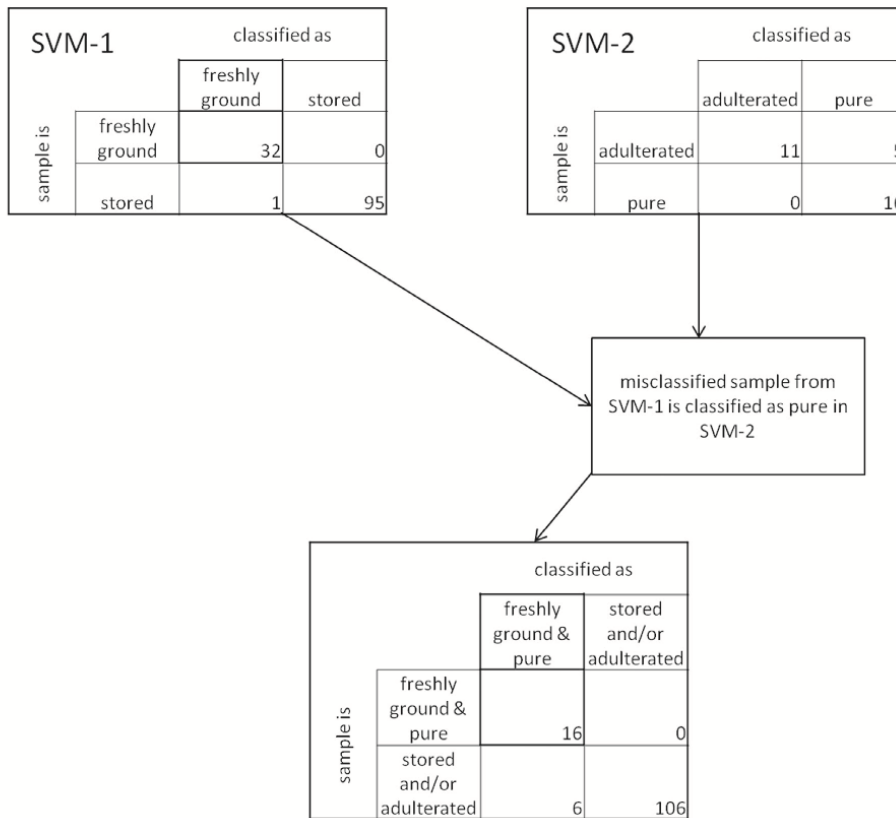 SVM-1
classified as
freshly
ground
stored
sample is
freshly
ground
32
0
stored
1
95
SVM-2
classified as
adulterated
pure
sample is
adulterated
11
pure
0
misclassified sample from
SVM-1 is classified as pure in
SVM-2
classified as
freshly
ground &
pure
stored
and/or
adulterated
sample is
freshly
ground &
pure
16
0
stored
and/or
adulterated
6
106